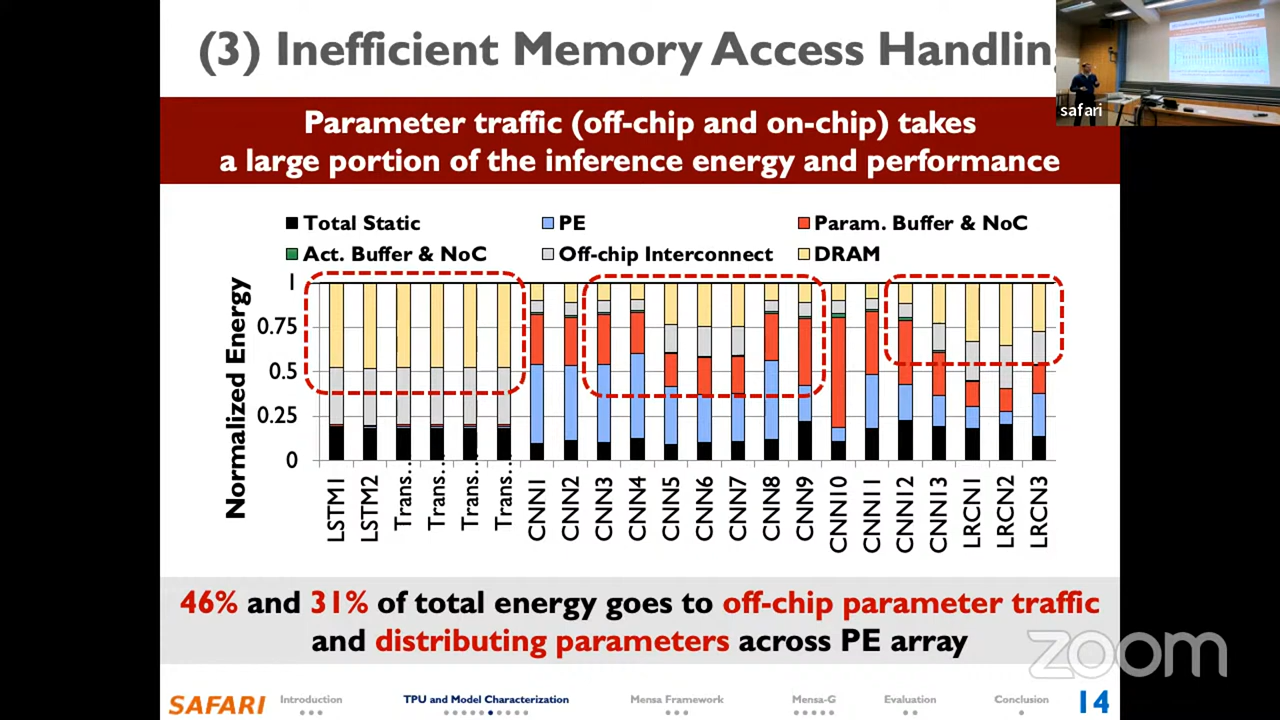 (3) Inefficient Memory Access Handling
safari
Parameter traffic (off-chip and on-chip) takes
a large portion of the inference energy and performance
Total Static
PE
Param. Buffer & NoC
Act. Buffer & NoC
Off-chip Interconnect
DRAM
Normalized Energy
1
0.75
0.5
0.25
0
LSTM1
LSTM2
Trans..
Trans..
Trans..
Trans..
CNN1
CNN2
CNN3
CNN4
CNN5
CNN6
CNN7
CNN8
CNN9
CNN10
CNN11
CNN12
CNN13
LRCN1
LRCN2
LRCN3
46% and 31% of total energy goes to off-chip parameter traffic
and distributing parameters across PE array
zoom
SAFARI
Introduction
TPU and Model Characterization
Mensa Framework
Mensa-G
Evaluation
Conclusion
14